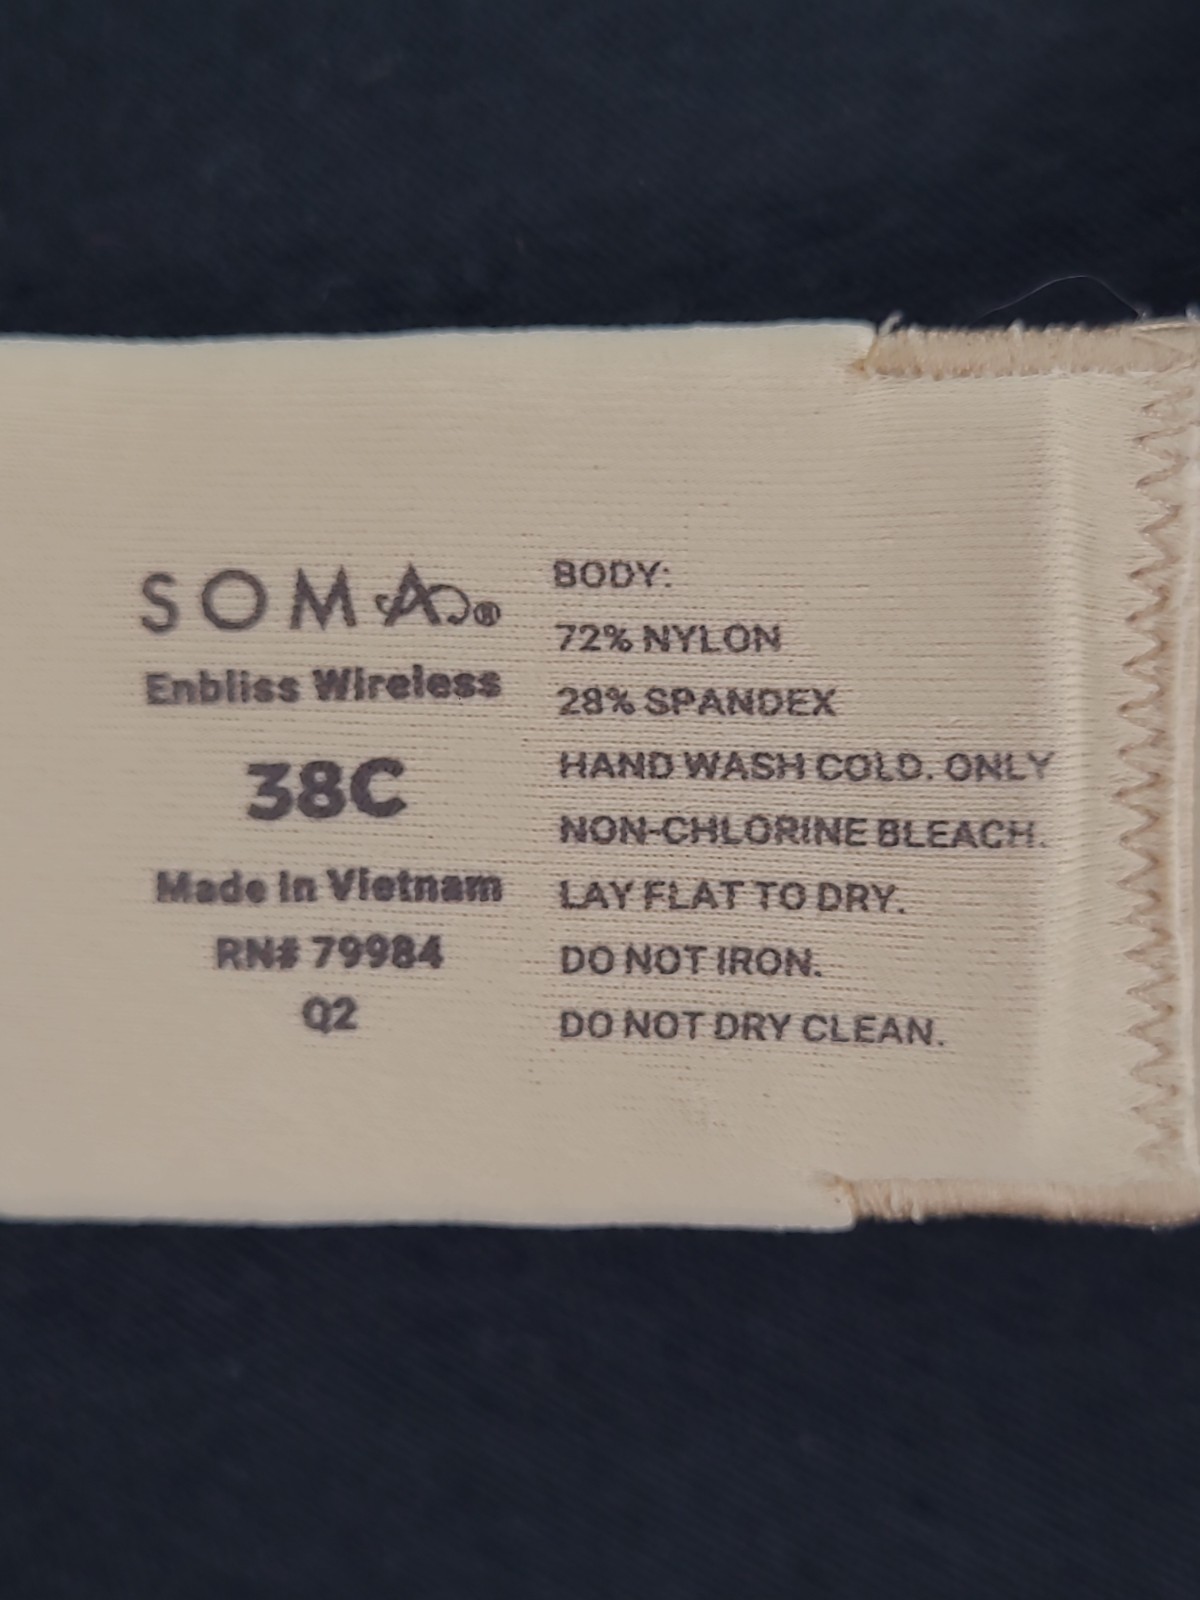 SOMA®
Enbliss Wireless
38C
Made in Vietnam
RN# 79984
Q2
BODY:
72% NYLON
28% SPANDEX
HAND WASH COLD. ONLY
NON-CHLORINE BLEACH.
LAY FLAT TO DRY.
DO NOT IRON.
DO NOT DRY CLEAN.